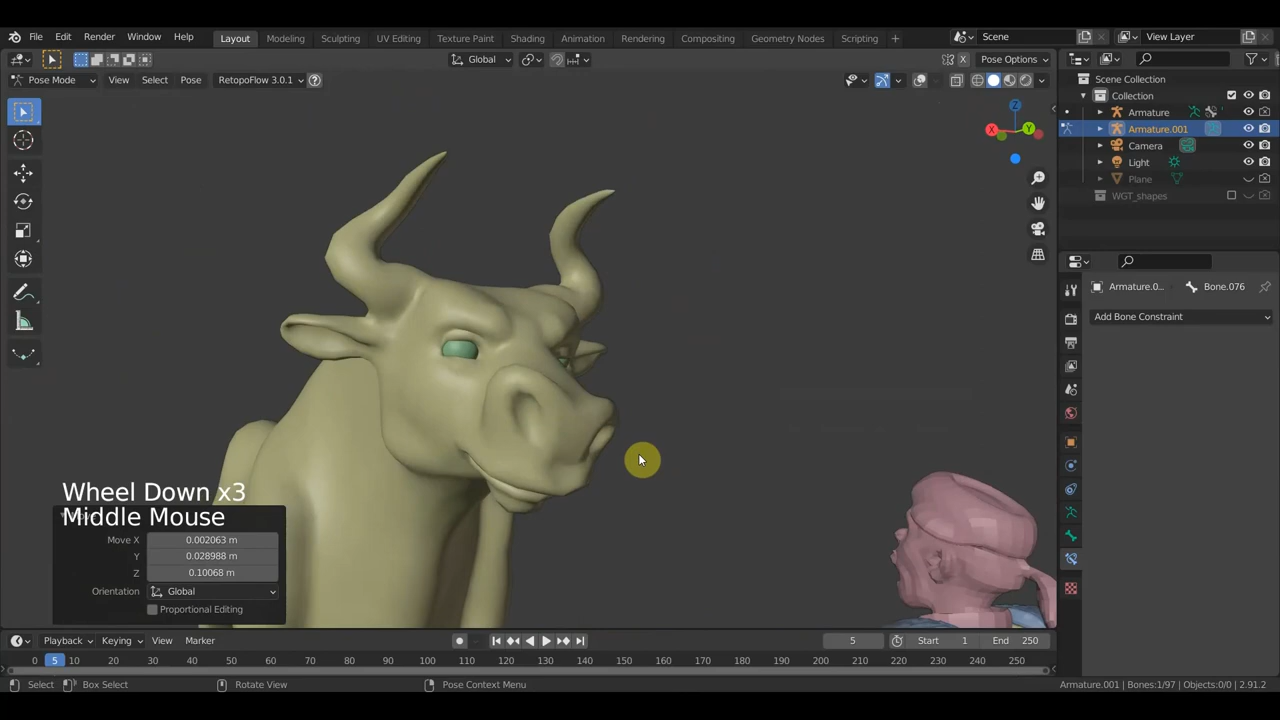 File Edit Render Window Help
Layout Modeling Sculpting UV Editing Texture Paint Shading Animation Rendering Compositing Geometry Nodes Scripting
Scene
View Layer
Global
Pose Options
Pose Mode View Select Pose RetopoFlow 3.0.1
X
Z
X
Y
Scene Collection
Collection
Armature
Armature.001
Camera
Light
Plane
WGT_shapes
Armature.0... Bone.076
Add Bone Constraint
Wheel Down x3
Middle Mouse
Move X 0.002063 m
Y 0.028988 m
Z 0.10068 m
Orientation Global
Proportional Editing
Playback Keying View Marker
5 Start 1 End 250
0 5 10 20 30 40 50 60 70 80 90 100 110 120 130 140 150 160 170 180 190 200 210 220 230 240 250
Select Box Select Rotate View Pose Context Menu
Armature.001 | Bones:1/97 | Objects:0/0 | 2.91.2